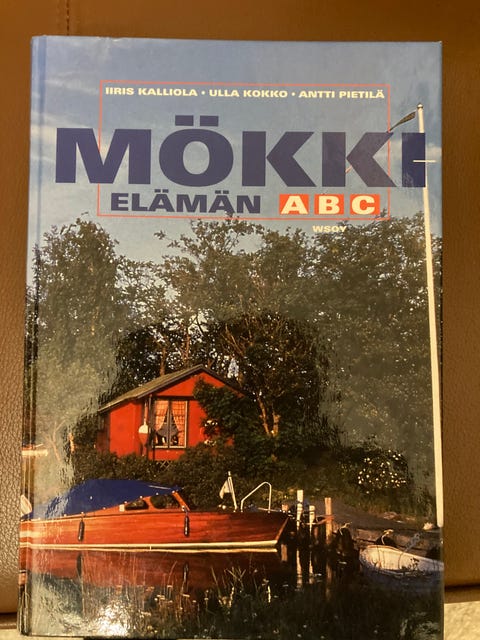 IIRIS KALLIOLA • ULLA KOKKO • ANTTI PIETILÄ
MÖKKI
ELÄMÄN ABC
WSOY